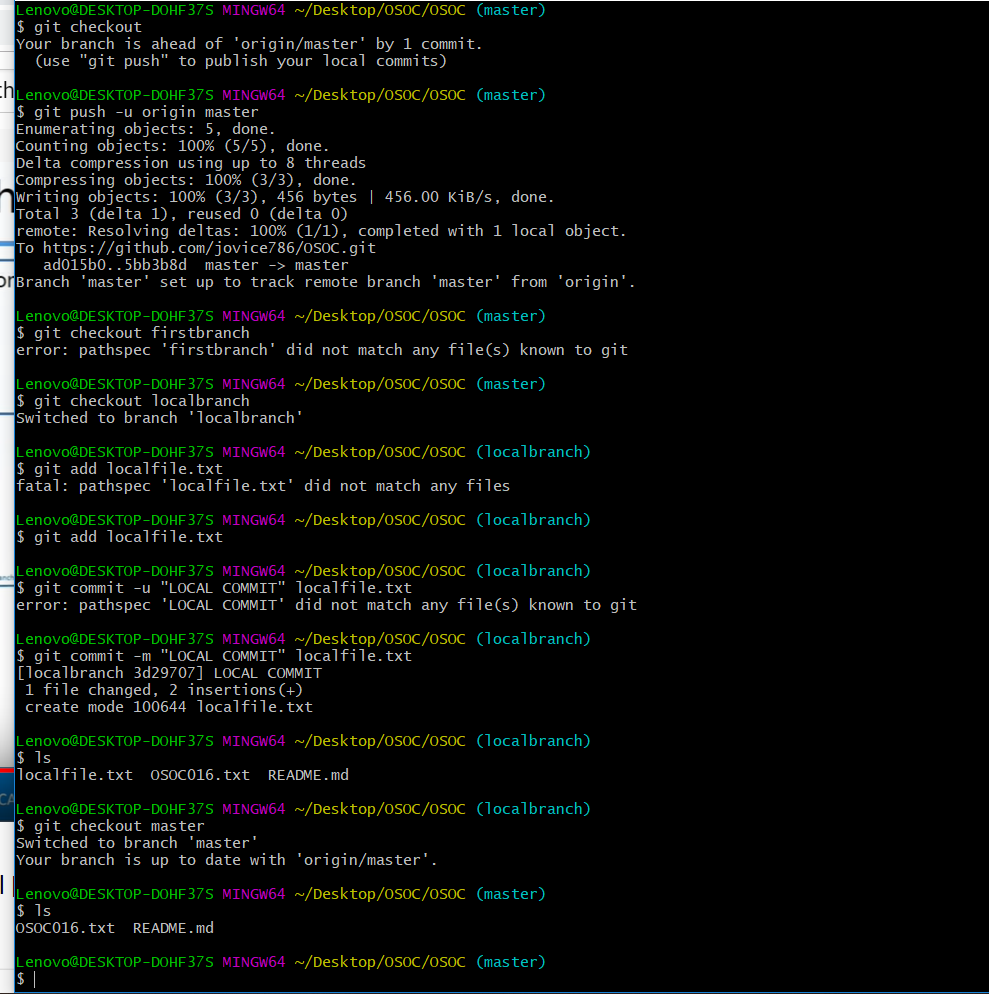 Lenovo@DESKTOP-DOHF37S MINGW64 ~/Desktop/OSOC/OSOC (master)
$ git checkout
Your branch is ahead of 'origin/master' by 1 commit.
  (use "git push" to publish your local commits)

Lenovo@DESKTOP-DOHF37S MINGW64 ~/Desktop/OSOC/OSOC (master)
$ git push -u origin master
Enumerating objects: 5, done.
Counting objects: 100% (5/5), done.
Delta compression using up to 8 threads
Compressing objects: 100% (3/3), done.
Writing objects: 100% (3/3), 456 bytes | 456.00 KiB/s, done.
Total 3 (delta 1), reused 0 (delta 0)
remote: Resolving deltas: 100% (1/1), completed with 1 local object.
To https://github.com/jovice786/OSOC.git
   ad015b0..5bb3b8d  master -> master
Branch 'master' set up to track remote branch 'master' from 'origin'.

Lenovo@DESKTOP-DOHF37S MINGW64 ~/Desktop/OSOC/OSOC (master)
$ git checkout firstbranch
error: pathspec 'firstbranch' did not match any file(s) known to git

Lenovo@DESKTOP-DOHF37S MINGW64 ~/Desktop/OSOC/OSOC (master)
$ git checkout localbranch
Switched to branch 'localbranch'

Lenovo@DESKTOP-DOHF37S MINGW64 ~/Desktop/OSOC/OSOC (localbranch)
$ git add localfile.txt
fatal: pathspec 'localfile.txt' did not match any files

Lenovo@DESKTOP-DOHF37S MINGW64 ~/Desktop/OSOC/OSOC (localbranch)
$ git add localfile.txt

Lenovo@DESKTOP-DOHF37S MINGW64 ~/Desktop/OSOC/OSOC (localbranch)
$ git commit -u "LOCAL COMMIT" localfile.txt
error: pathspec 'LOCAL COMMIT' did not match any file(s) known to git

Lenovo@DESKTOP-DOHF37S MINGW64 ~/Desktop/OSOC/OSOC (localbranch)
$ git commit -m "LOCAL COMMIT" localfile.txt
[localbranch 3d29707] LOCAL COMMIT
 1 file changed, 2 insertions(+)
 create mode 100644 localfile.txt

Lenovo@DESKTOP-DOHF37S MINGW64 ~/Desktop/OSOC/OSOC (localbranch)
$ ls
localfile.txt  OSOC016.txt  README.md

Lenovo@DESKTOP-DOHF37S MINGW64 ~/Desktop/OSOC/OSOC (localbranch)
$ git checkout master
Switched to branch 'master'
Your branch is up to date with 'origin/master'.

Lenovo@DESKTOP-DOHF37S MINGW64 ~/Desktop/OSOC/OSOC (master)
$ ls
OSOC016.txt  README.md

Lenovo@DESKTOP-DOHF37S MINGW64 ~/Desktop/OSOC/OSOC (master)
$